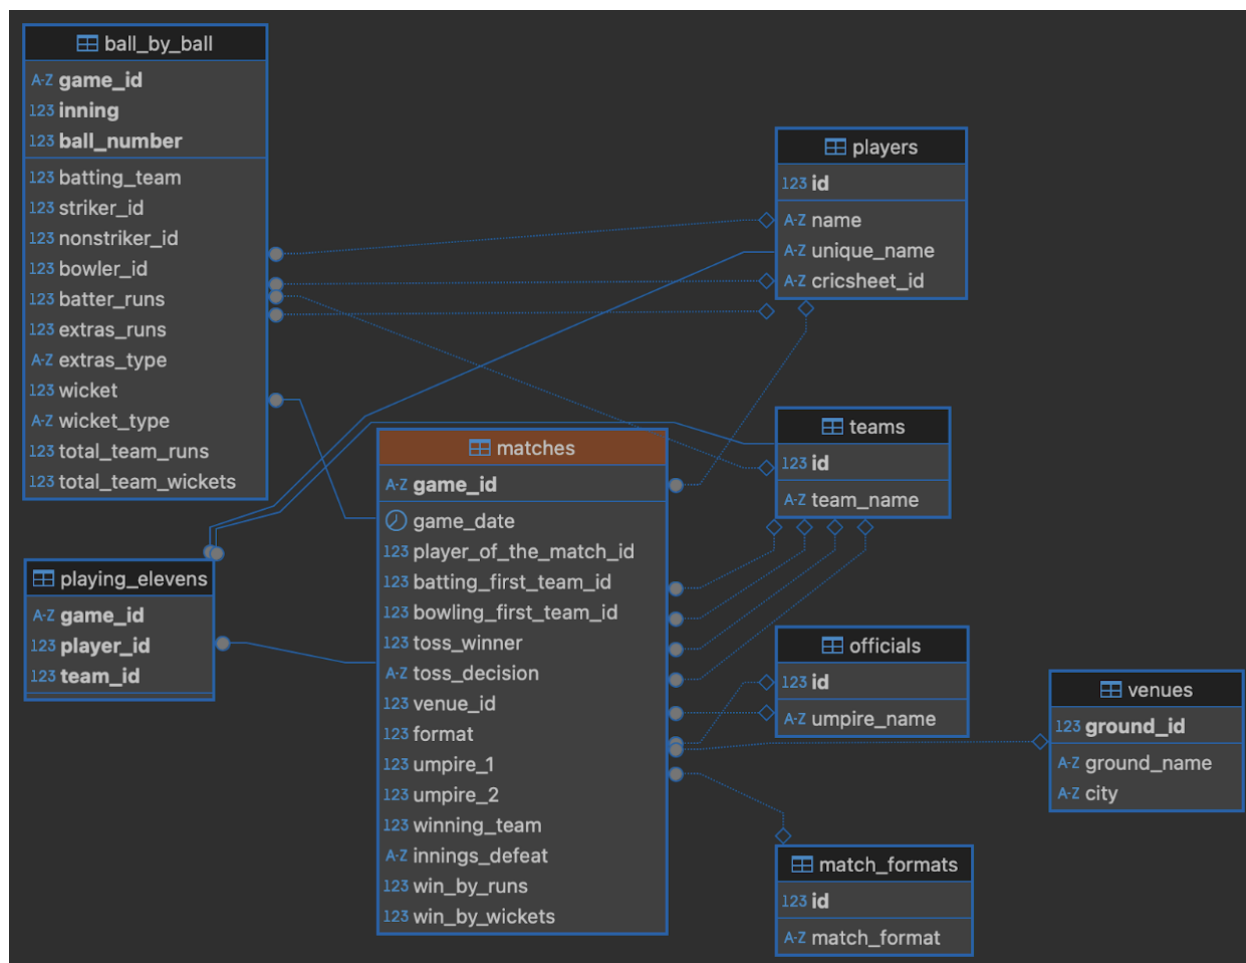 ball_by_ball
A-Z game_id
123 inning
123 ball_number
123 batting_team
123 striker_id
123 nonstriker_id
123 bowler_id
123 batter_runs
123 extras_runs
A-Z extras_type
123 wicket
A-Z wicket_type
123 total_team_runs
123 total_team_wickets
players
123 id
A-Z name
A-Z unique_name
A-Z cricsheet_id
teams
123 id
A-Z team_name
matches
A-Z game_id
game_date
123 player_of_the_match_id
123 batting_first_team_id
123 bowling_first_team_id
123 toss_winner
A-Z toss_decision
123 venue_id
123 format
123 umpire_1
123 umpire_2
123 winning_team
A-Z innings_defeat
123 win_by_runs
123 win_by_wickets
playing_elevens
A-Z game_id
123 player_id
123 team_id
officials
123 id
A-Z umpire_name
venues
123 ground_id
A-Z ground_name
A-Z city
match_formats
123 id
A-Z match_format